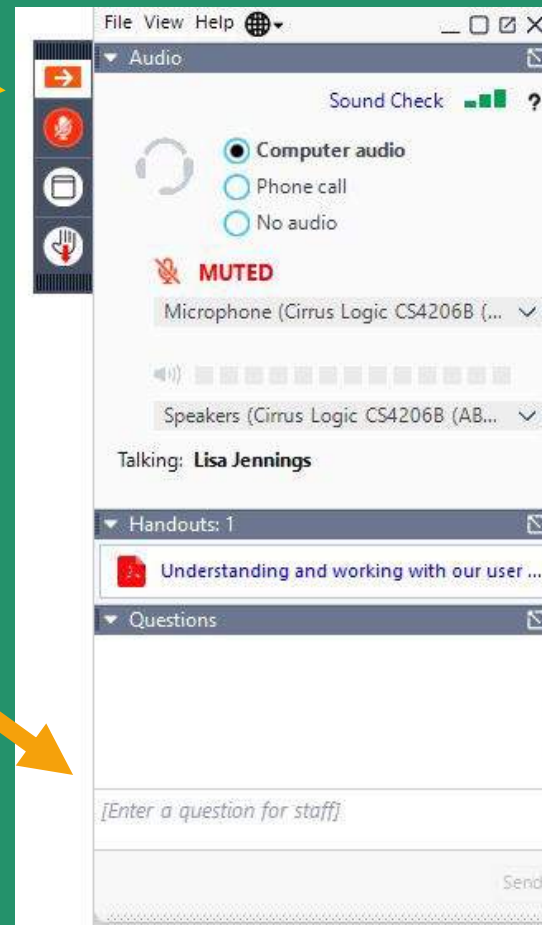 File View Help
Audio
Sound Check ?
Computer audio
Phone call
No audio
MUTED
Microphone (Cirrus Logic CS4206B (...
Speakers (Cirrus Logic CS4206B (AB...
Talking: Lisa Jennings
Handouts: 1
Understanding and working with our user ...
Questions
[Enter a question for staff]
Send